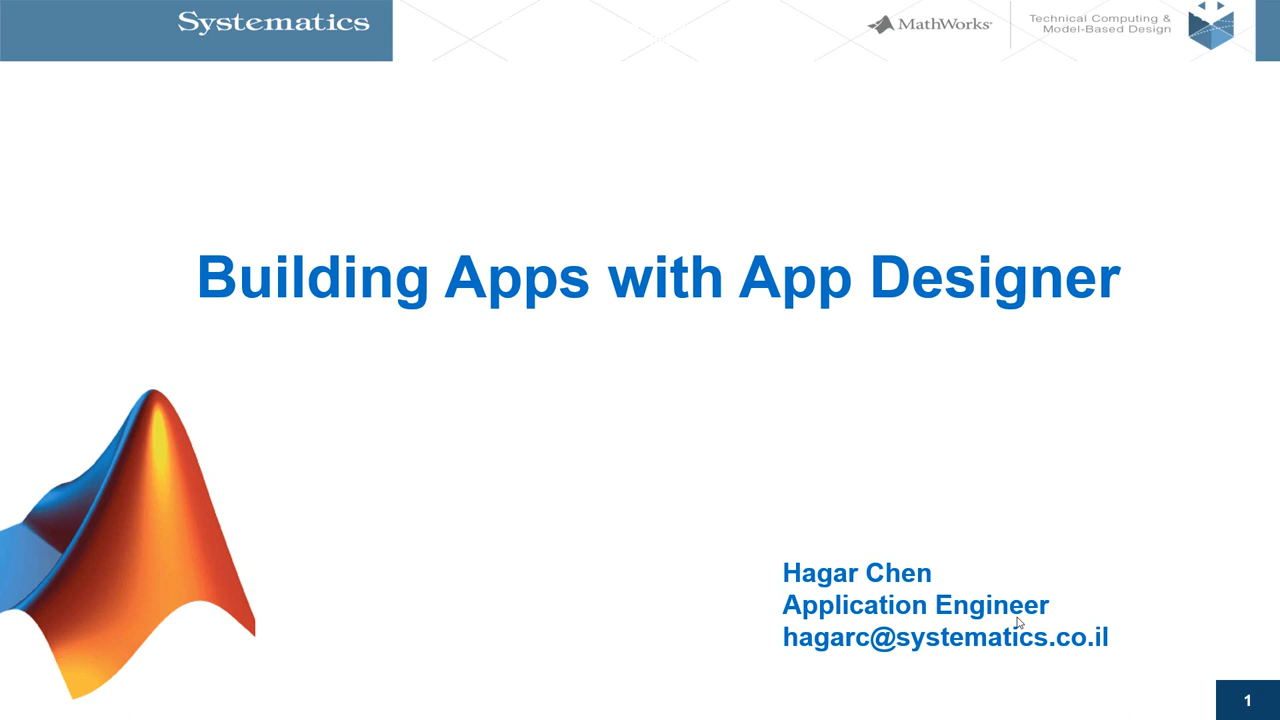 Systematics
MathWorks
Technical Computing &
Model-Based Design
Building Apps with App Designer
Hagar Chen
Application Engineer
hagarc@systematics.co.il
1